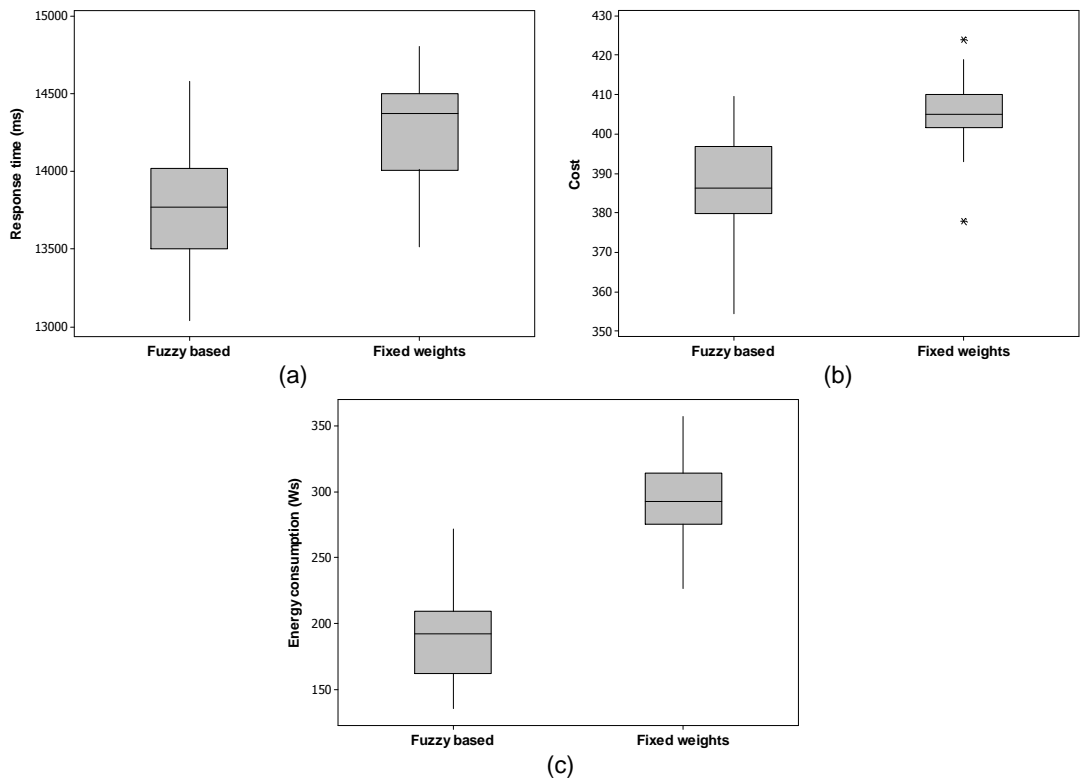 15000
14500
14000
13500
13000
Response time (ms)
Fuzzy based
Fixed weights
(a)
430
420
410
400
390
380
370
360
350
Cost
Fuzzy based
Fixed weights
(b)
350
300
250
200
150
Energy consumption (Ws)
Fuzzy based
Fixed weights
(c)